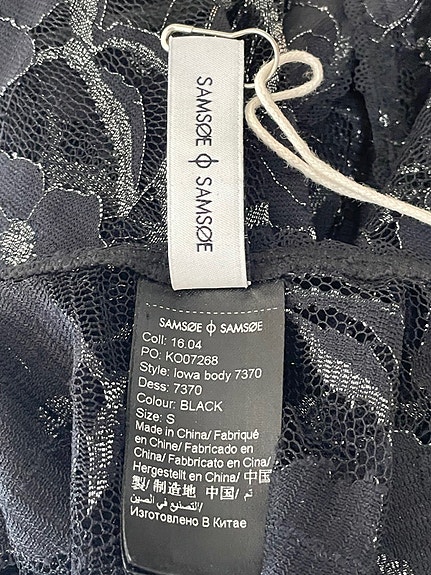 SAMSØE ϕ SAMSØE
SAMSØE ϕ SAMSØE
Coll: 16.04
PO: KO07268
Style: Iowa body 7370
Dess: 7370
Colour: BLACK
Size: S
Made in China/ Fabriqué
en Chine/ Fabricado en
China/ Fabbricato en Cina/
Hergestellt en China/ 中国
製/ 制造地 中国/ تم
التصنيع في الصين/
Изготовлено В Китае